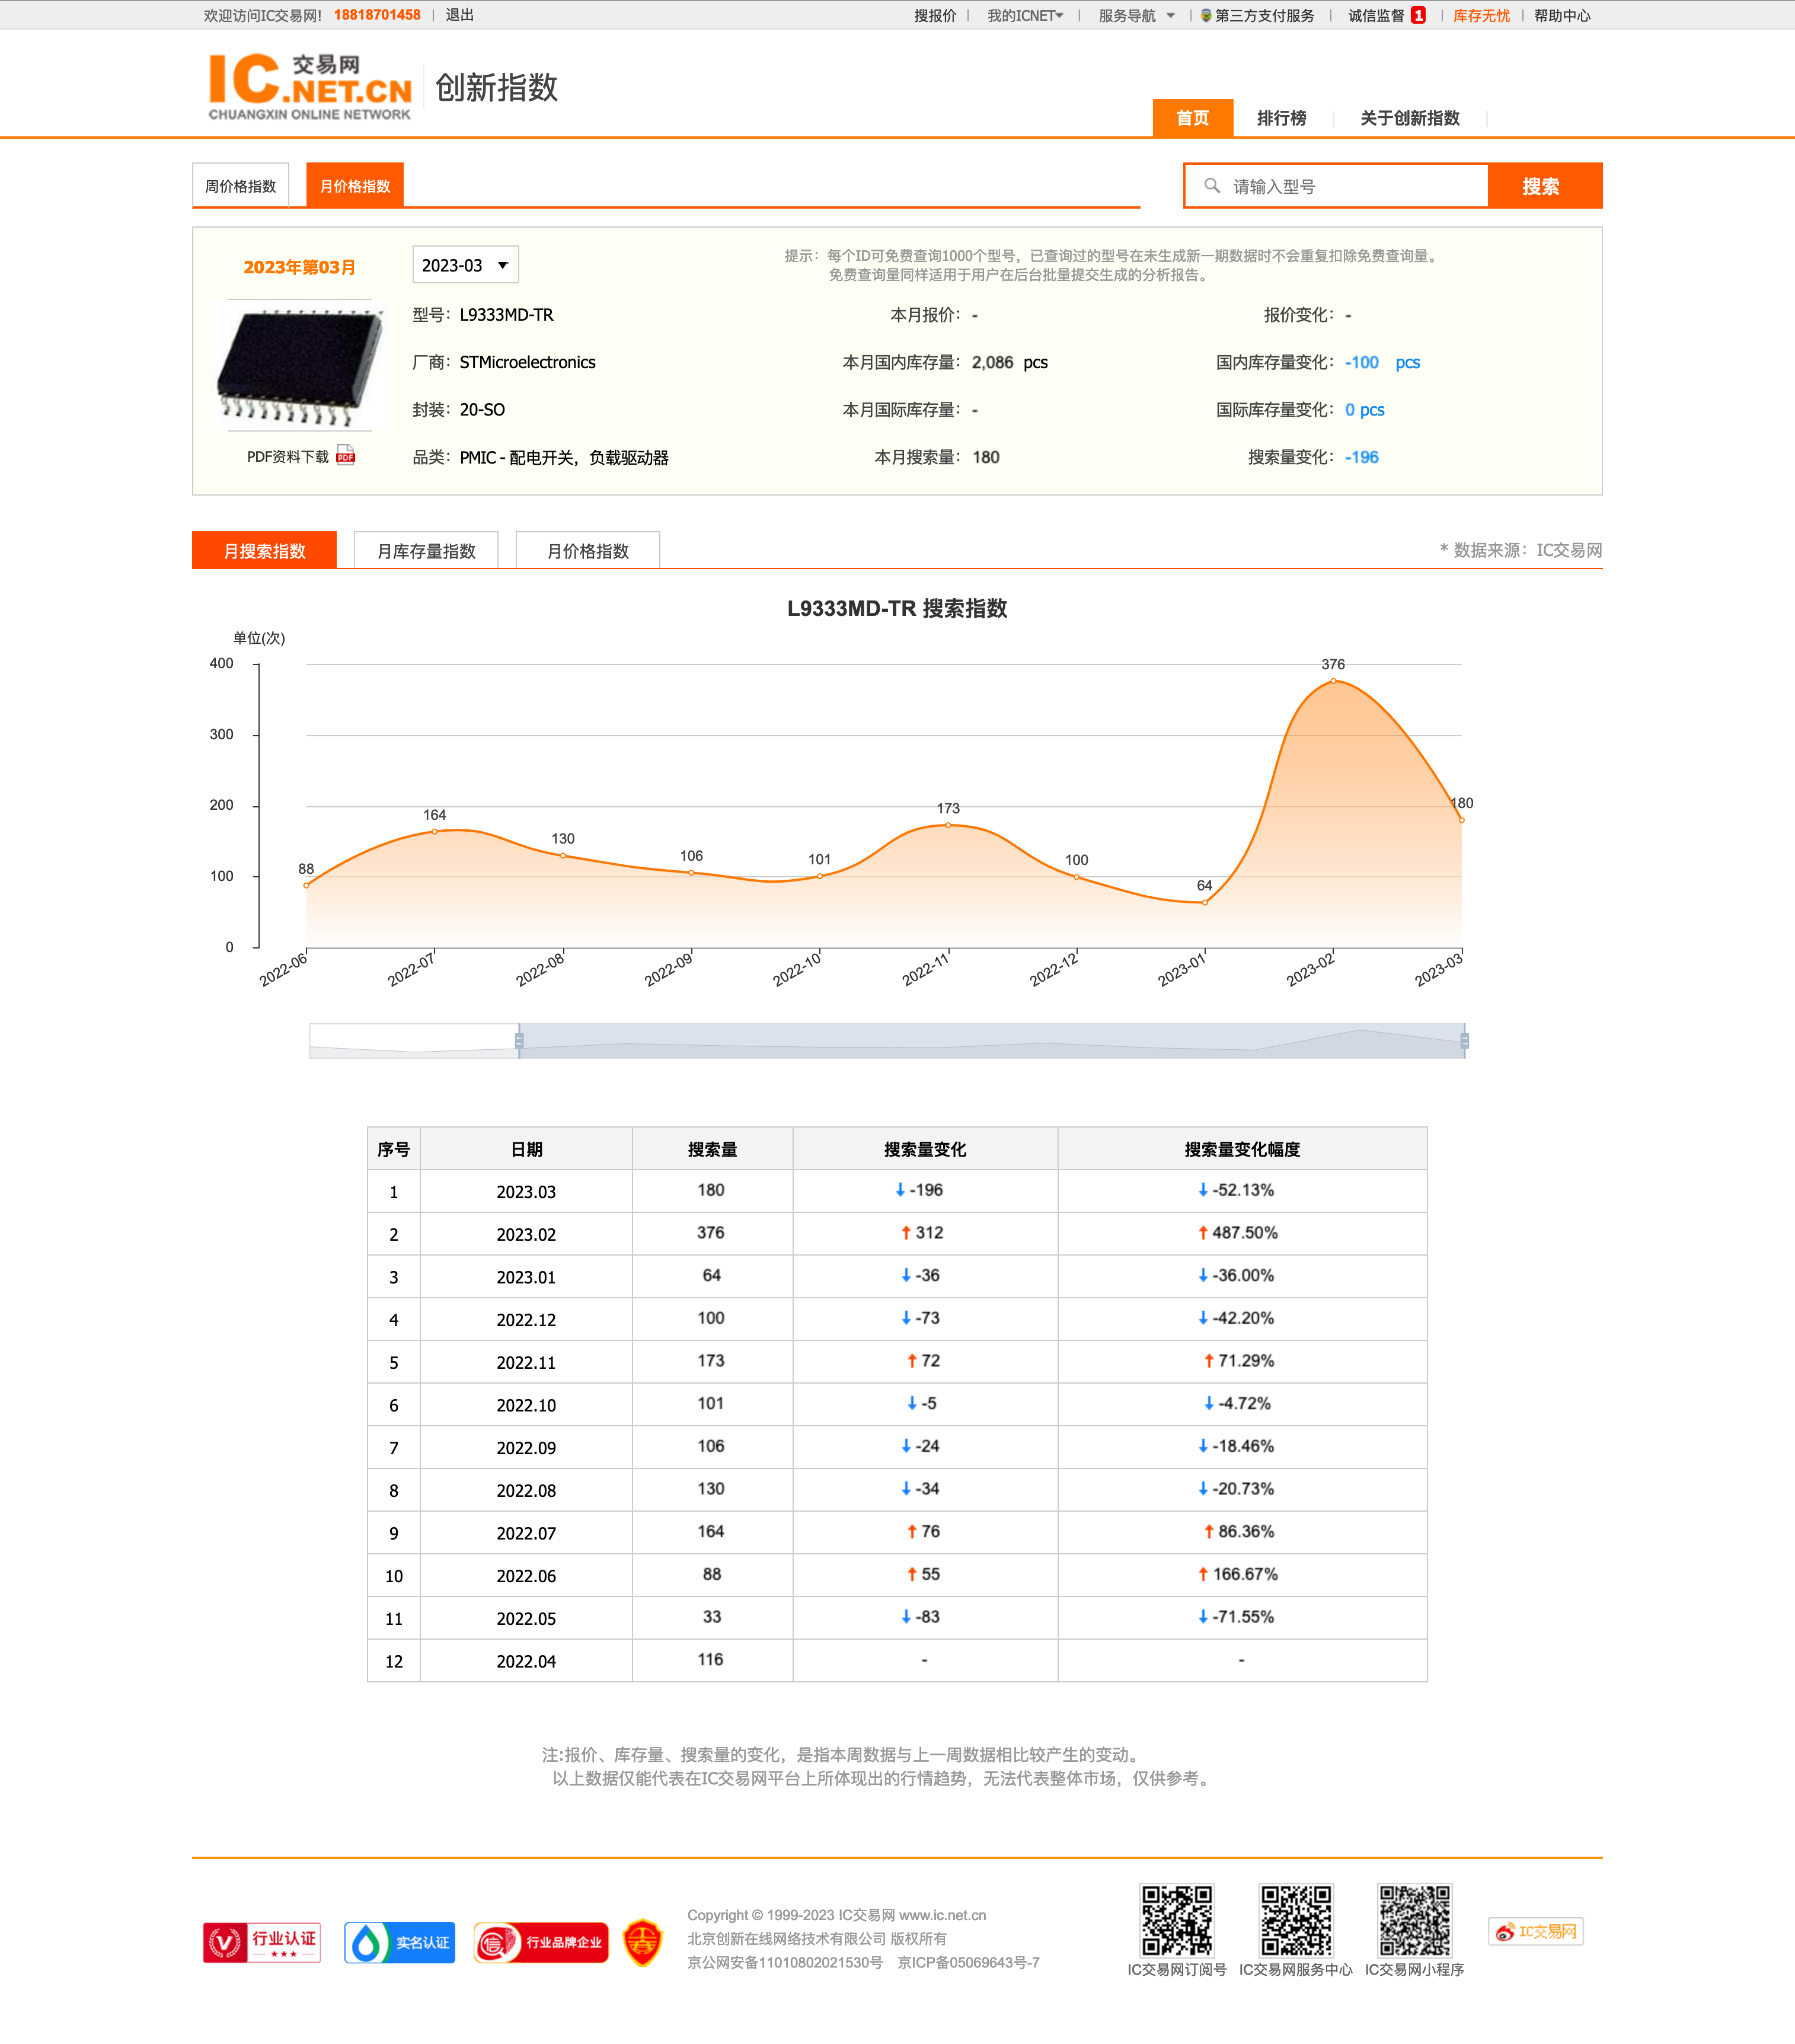 欢迎访问IC交易网! 18818701458 | 退出
搜报价 | 我的ICNET | 服务导航 | 第三方支付服务 | 诚信监督 1 | 库存无忧 | 帮助中心
IC交易网.NET.CN
CHUANGXIN ONLINE NETWORK
创新指数
首页 排行榜 关于创新指数
周价格指数 月价格指数
请输入型号 搜索
2023年第03月 2023-03
提示：每个ID可免费查询1000个型号，已查询过的型号在未生成新一期数据时不会重复扣除免费查询量。
免费查询量同样适用于用户在后台批量提交生成的分析报告。
型号：L9333MD-TR 本月报价：- 报价变化：-
厂商：STMicroelectronics 本月国内库存量：2,086 pcs 国内库存量变化：-100 pcs
封装：20-SO 本月国际库存量：- 国际库存量变化：0 pcs
PDF资料下载 PDF
品类：PMIC - 配电开关，负载驱动器 本月搜索量：180 搜索量变化：-196
月搜索指数 月库存量指数 月价格指数 * 数据来源：IC交易网
L9333MD-TR 搜索指数
单位(次)
400
300
200
100
0
88 164 130 106 101 173 100 64 376 180
2022-06 2022-07 2022-08 2022-09 2022-10 2022-11 2022-12 2023-01 2023-02 2023-03
序号 日期 搜索量 搜索量变化 搜索量变化幅度
1 2023.03 180 ↓ -196 ↓ -52.13%
2 2023.02 376 ↑ 312 ↑ 487.50%
3 2023.01 64 ↓ -36 ↓ -36.00%
4 2022.12 100 ↓ -73 ↓ -42.20%
5 2022.11 173 ↑ 72 ↑ 71.29%
6 2022.10 101 ↓ -5 ↓ -4.72%
7 2022.09 106 ↓ -24 ↓ -18.46%
8 2022.08 130 ↓ -34 ↓ -20.73%
9 2022.07 164 ↑ 76 ↑ 86.36%
10 2022.06 88 ↑ 55 ↑ 166.67%
11 2022.05 33 ↓ -83 ↓ -71.55%
12 2022.04 116 - -
注:报价、库存量、搜索量的变化，是指本周数据与上一周数据相比较产生的变动。
以上数据仅能代表在IC交易网平台上所体现出的行情趋势，无法代表整体市场，仅供参考。
V 行业认证
实名认证
信 行业品牌企业
Copyright © 1999-2023 IC交易网 www.ic.net.cn
北京创新在线网络技术有限公司 版权所有
京公网安备11010802021530号 京ICP备05069643号-7
IC交易网订阅号 IC交易网服务中心 IC交易网小程序
IC交易网